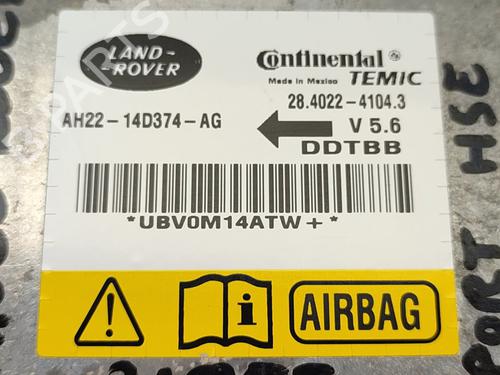 LAND-
-ROVER
Continental
Made in Mexico TEMIC
AH22-14D374-AG
28.4022-4104.3
V 5.6
DDTBB
*UBV0M14ATW+*
AIRBAG
HSE